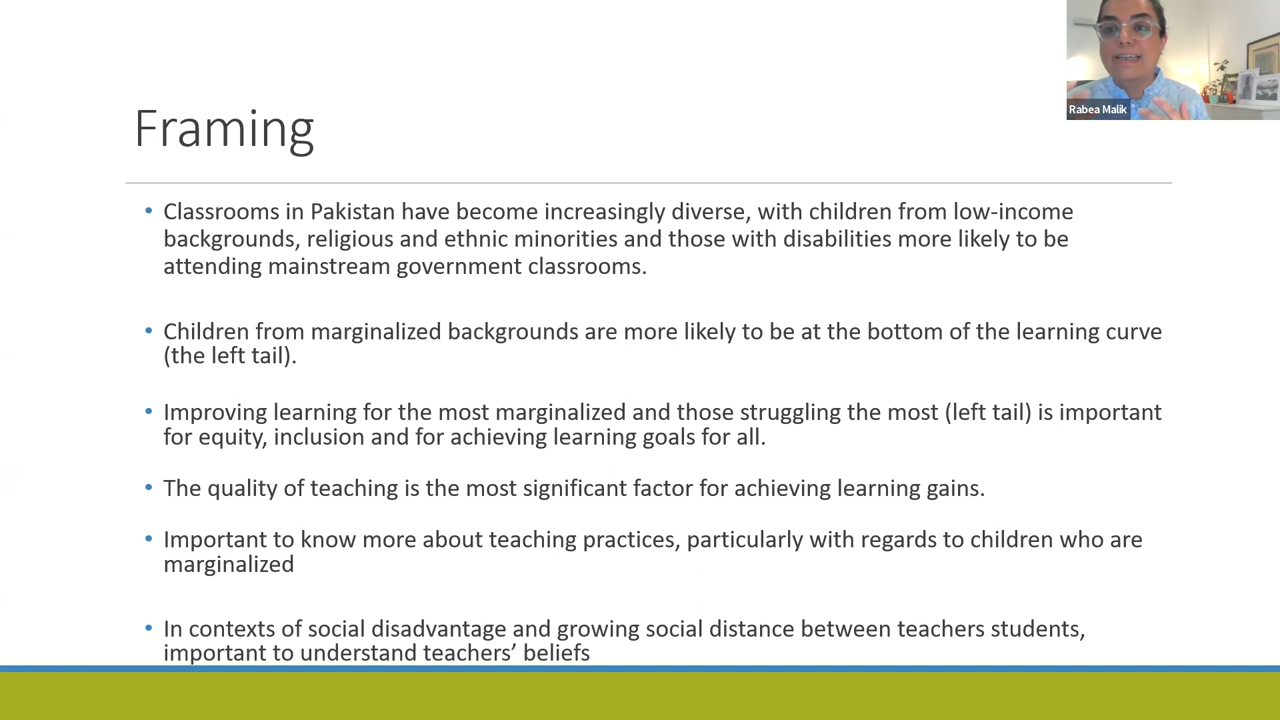 Rabea Malik
Framing
• Classrooms in Pakistan have become increasingly diverse, with children from low-income
backgrounds, religious and ethnic minorities and those with disabilities more likely to be
attending mainstream government classrooms.
• Children from marginalized backgrounds are more likely to be at the bottom of the learning curve
(the left tail).
• Improving learning for the most marginalized and those struggling the most (left tail) is important
for equity, inclusion and for achieving learning goals for all.
• The quality of teaching is the most significant factor for achieving learning gains.
• Important to know more about teaching practices, particularly with regards to children who are
marginalized
• In contexts of social disadvantage and growing social distance between teachers students,
important to understand teachers’ beliefs